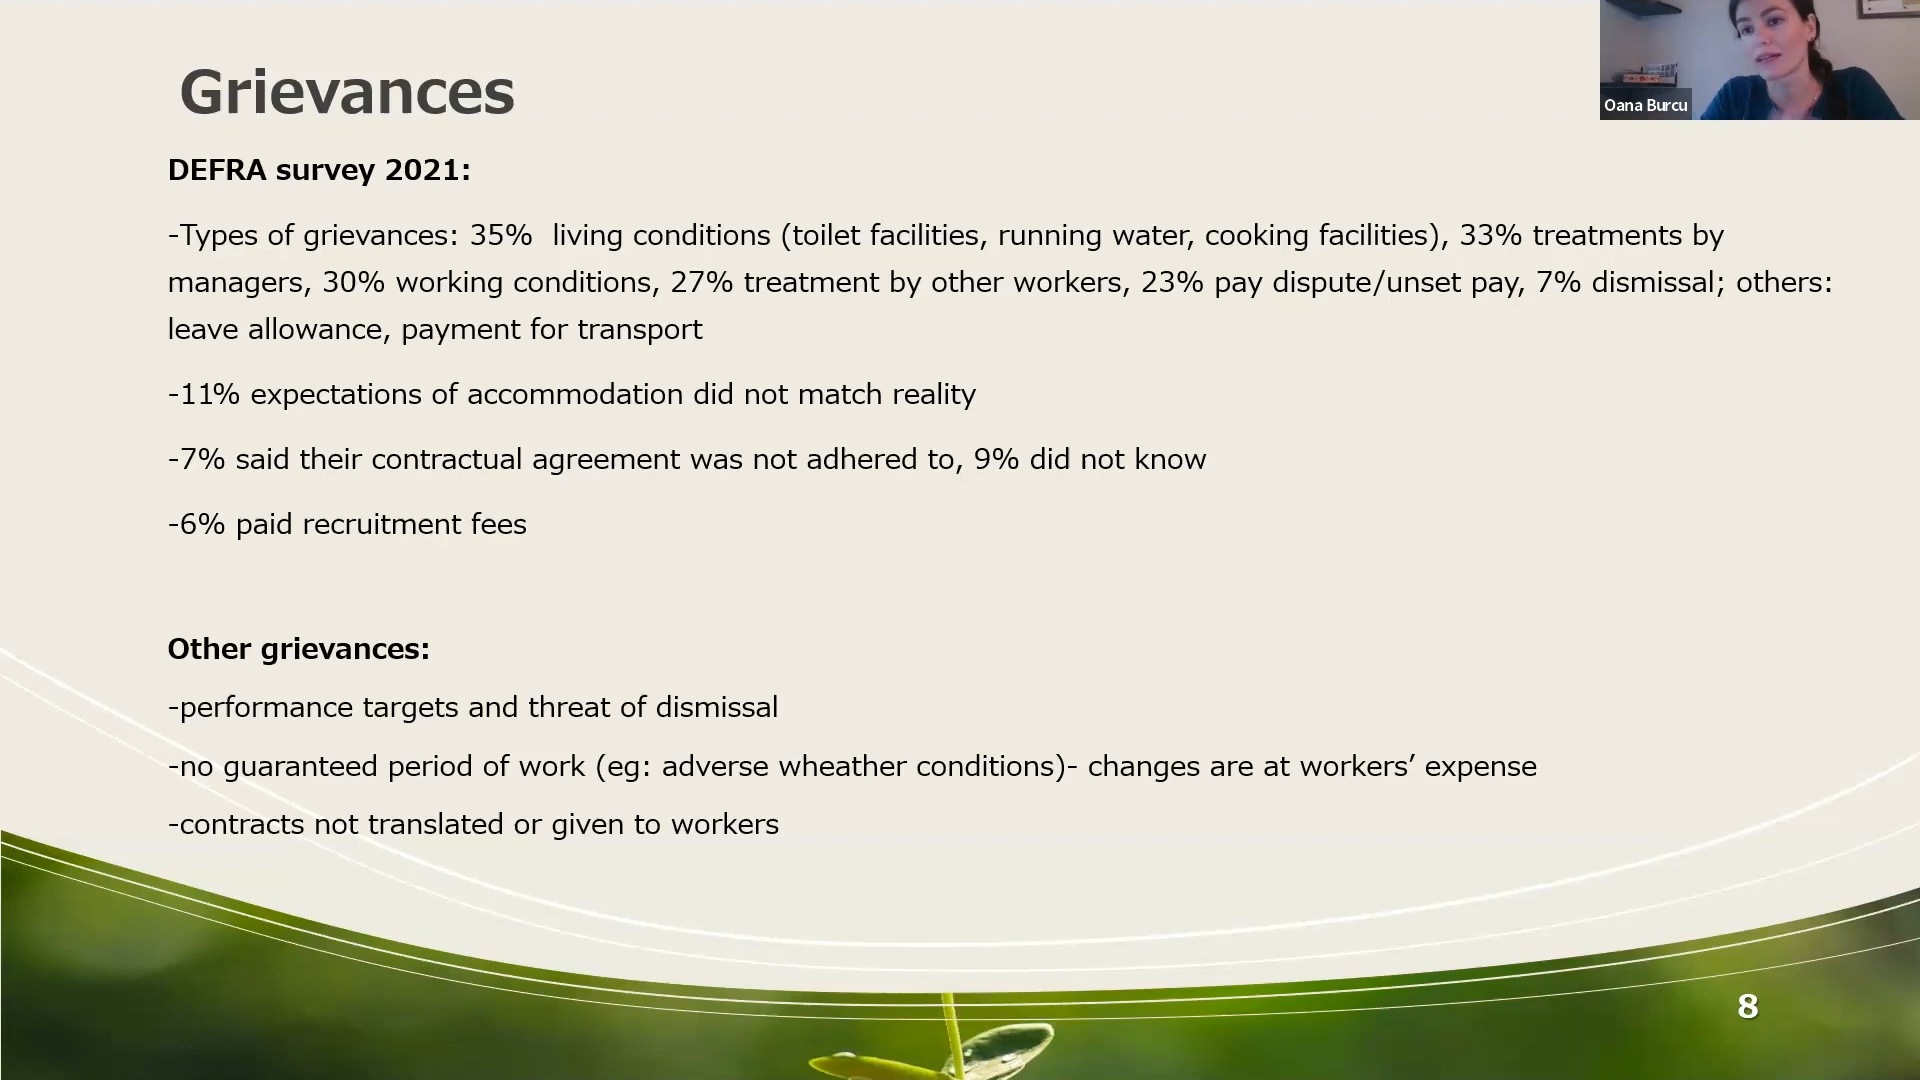 Grievances
Oana Burcu
DEFRA survey 2021:
-Types of grievances: 35%  living conditions (toilet facilities, running water, cooking facilities), 33% treatments by
managers, 30% working conditions, 27% treatment by other workers, 23% pay dispute/unset pay, 7% dismissal; others:
leave allowance, payment for transport
-11% expectations of accommodation did not match reality
-7% said their contractual agreement was not adhered to, 9% did not know
-6% paid recruitment fees
Other grievances:
-performance targets and threat of dismissal
-no guaranteed period of work (eg: adverse wheather conditions)- changes are at workers’ expense
-contracts not translated or given to workers
8